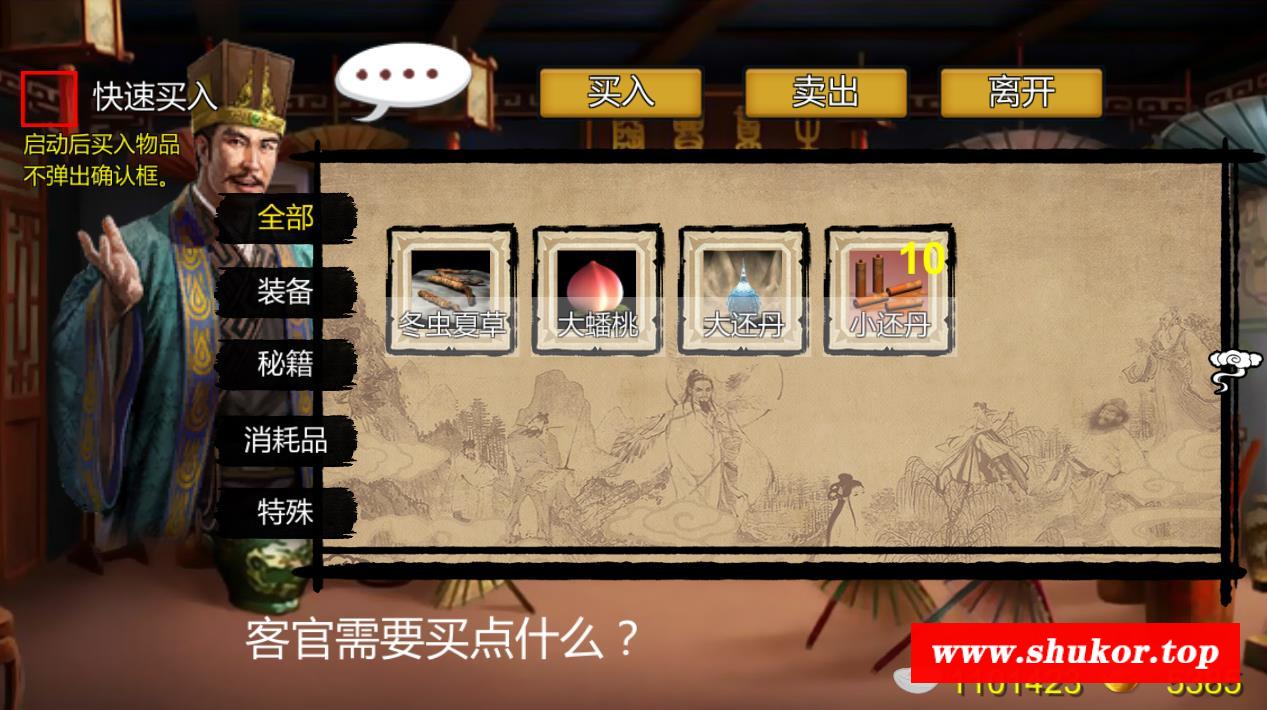 快速买入
启动后买入物品
不弹出确认框。
买入
卖出
离开
全部
装备
秘籍
消耗品
特殊
冬虫夏草
大蟠桃
大还丹
10
小还丹
客官需要买点什么？
www.shukor.top